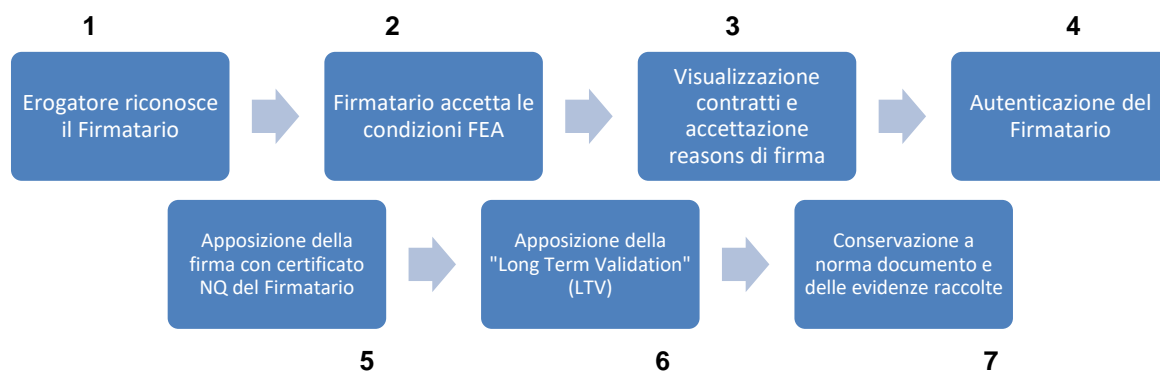 1
2
3
4
Erogatore riconosce
il Firmatario
Firmatario accetta le
condizioni FEA
Visualizzazione
contratti e
accettazione
reasons di firma
Autenticazione del
Firmatario
Apposizione della
firma con certificato
NQ del Firmatario
Apposizione della
"Long Term Validation"
(LTV)
Conservazione a
norma documento e
delle evidenze raccolte
5
6
7